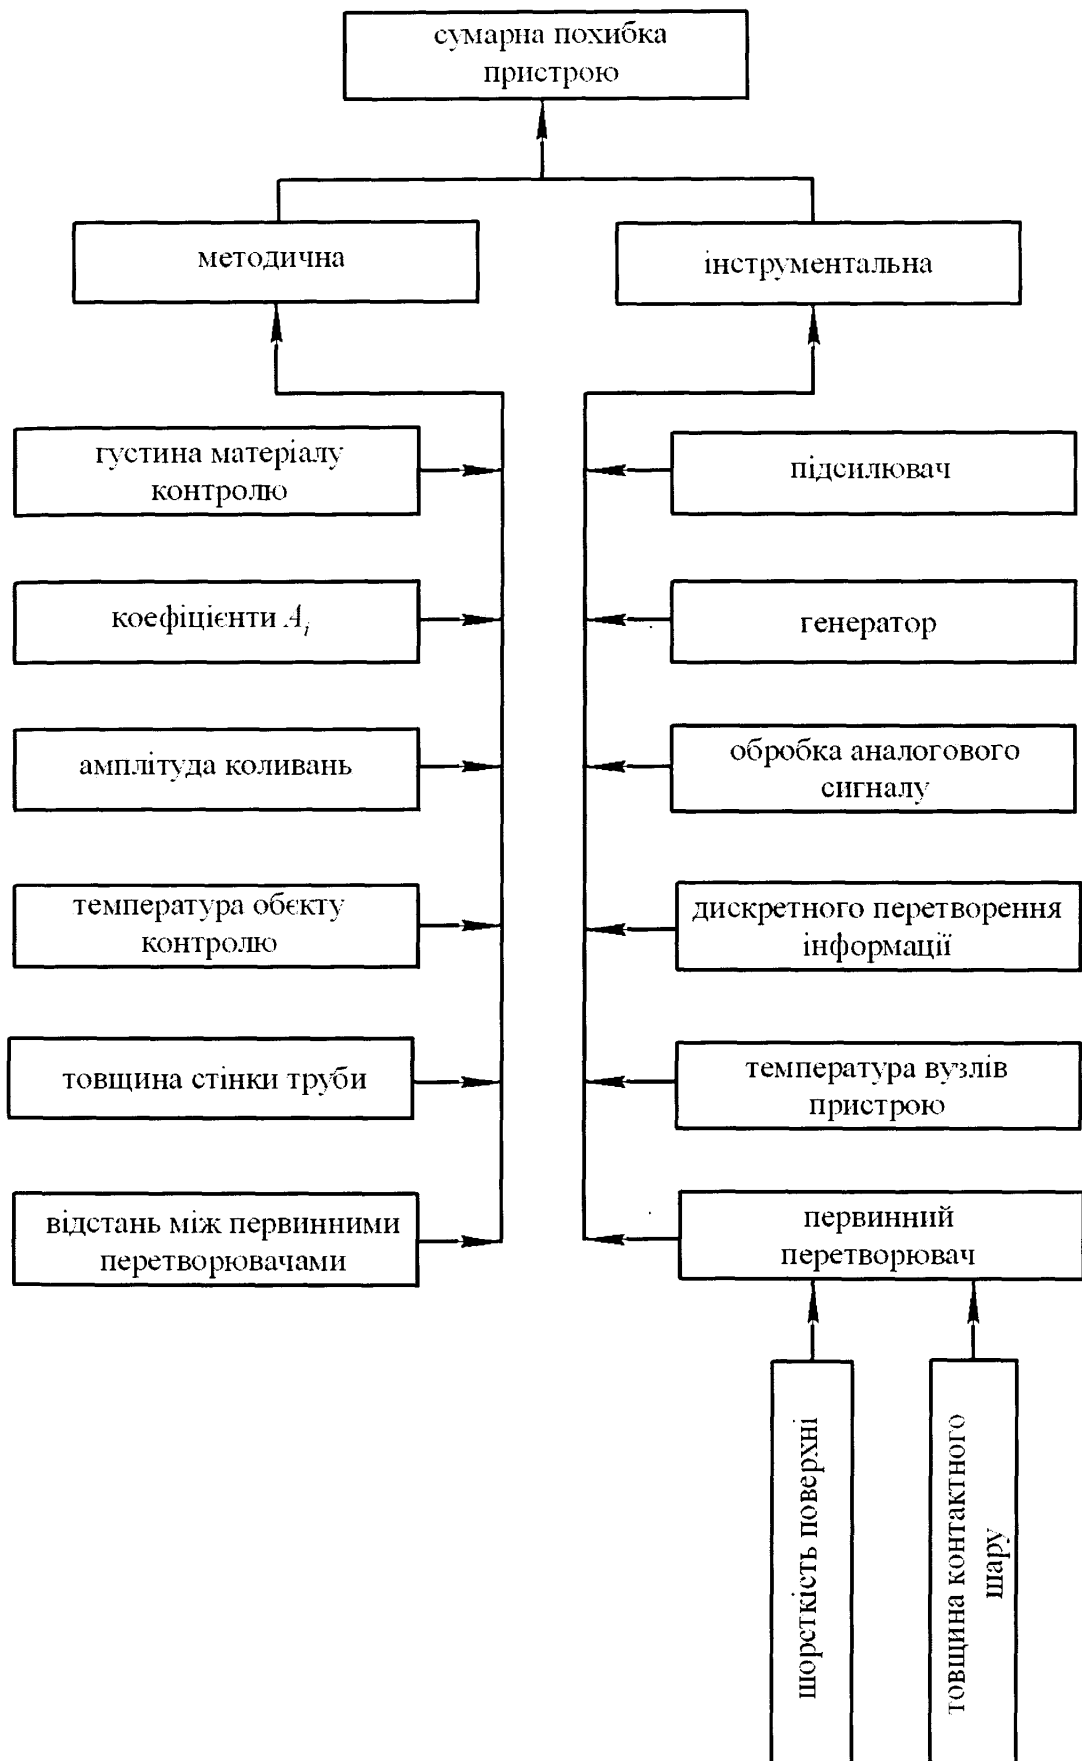 сумарна похибка
пристрою
методична
інструментальна
густина матеріалу
контролю
підсилювач
коефіцієнти Aᵢ
генератор
амплітуда коливань
обробка аналогового
сигналу
температура обєкту
контролю
дискретного перетворення
інформації
товщина стінки труби
температура вузлів
пристрою
відстань між первинними
перетворювачами
первинний
перетворювач
шорсткість поверхні
товщина контактного
шару